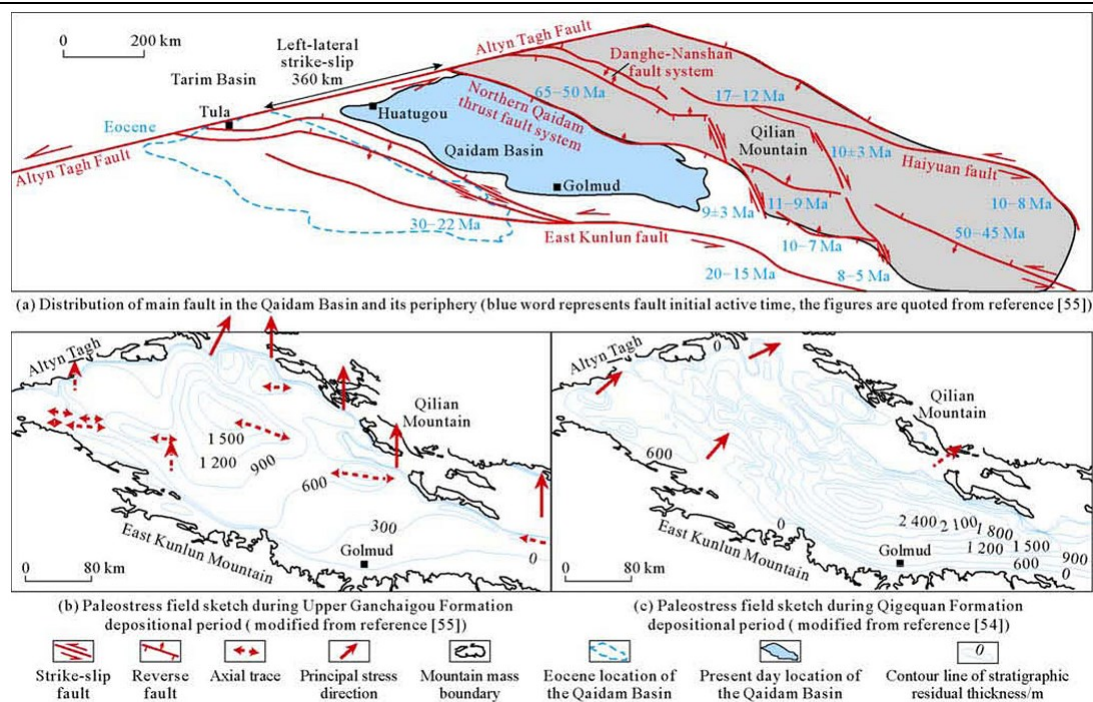 0 200 km
Left-lateral
strike-slip
360 km
Altyn Tagh Fault
Danghe-Nanshan
fault system
Tarim Basin
65-50 Ma
17-12 Ma
Tula
Huatugou
Northern Qaidam
thrust fault system
Eocene
Qilian
Mountain
10±3 Ma
Haiyuan fault
Qaidam Basin
Altyn Tagh Fault
Golmud
9±3 Ma
11-9 Ma
10-8 Ma
30-22 Ma
East Kunlun fault
10-7 Ma
50-45 Ma
20-15 Ma
8-5 Ma
(a) Distribution of main fault in the Qaidam Basin and its periphery (blue word represents fault initial active time, the figures are quoted from reference [55])
Altyn Tagh
Qilian
Mountain
1 500
1 200
900
600
300
0
Golmud
East Kunlun Mountain
0 80 km
(b) Paleostress field sketch during Upper Ganchaigou Formation
depositional period ( modified from reference [55])
Altyn Tagh
0
Qilian
Mountain
600
0
2 400 2 100
1 800
1 200 1 500
600 900
0
Golmud
East Kunlun Mountain
0 80 km
(c) Paleostress field sketch during Qigequan Formation
depositional period (modified from reference [54])
0
Strike-slip
fault
Reverse
fault
Axial trace
Principal stress
direction
Mountain mass
boundary
Eocene location of
the Qaidam Basin
Present day location of
the Qaidam Basin
Contour line of stratigraphic
residual thickness/m